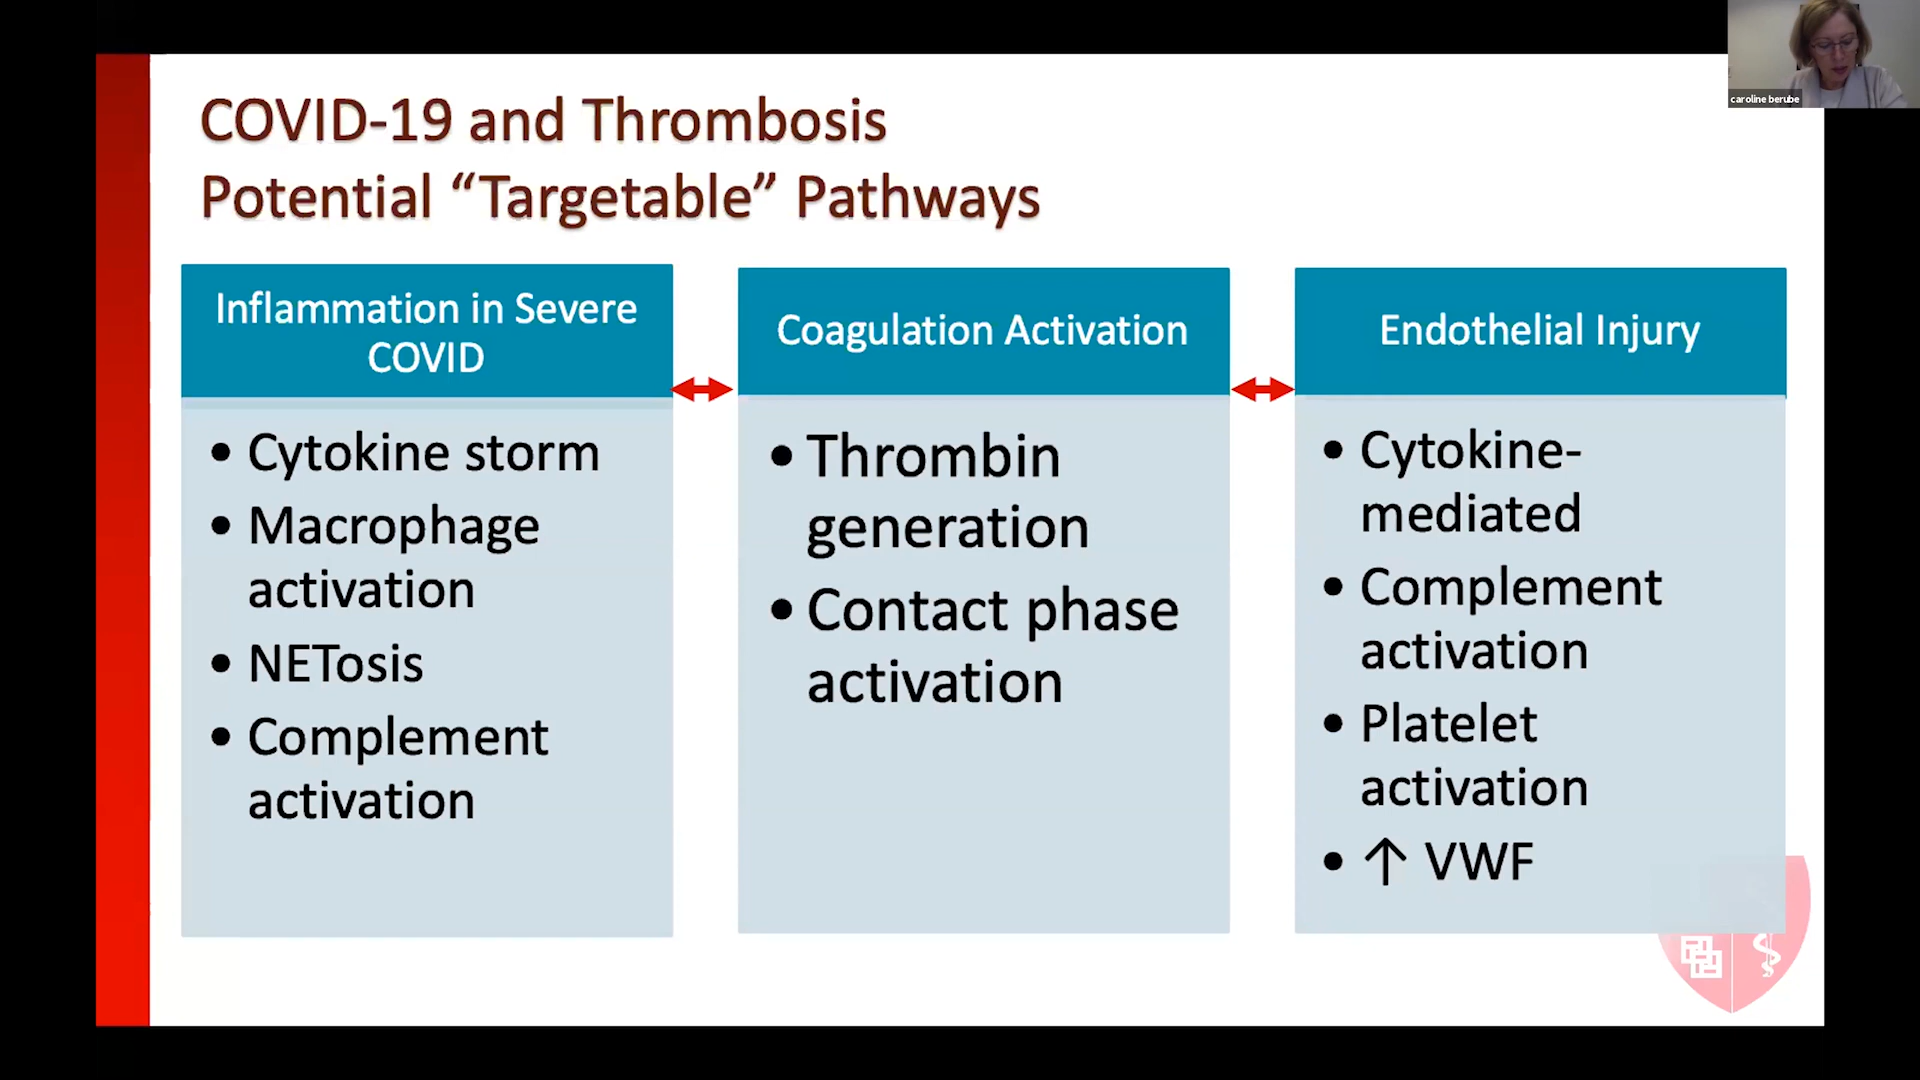 caroline berube
COVID-19 and Thrombosis
Potential “Targetable” Pathways
Inflammation in Severe
COVID
• Cytokine storm
• Macrophage
activation
• NETosis
• Complement
activation
Coagulation Activation
• Thrombin
generation
• Contact phase
activation
Endothelial Injury
• Cytokine-
mediated
• Complement
activation
• Platelet
activation
• ↑ VWF